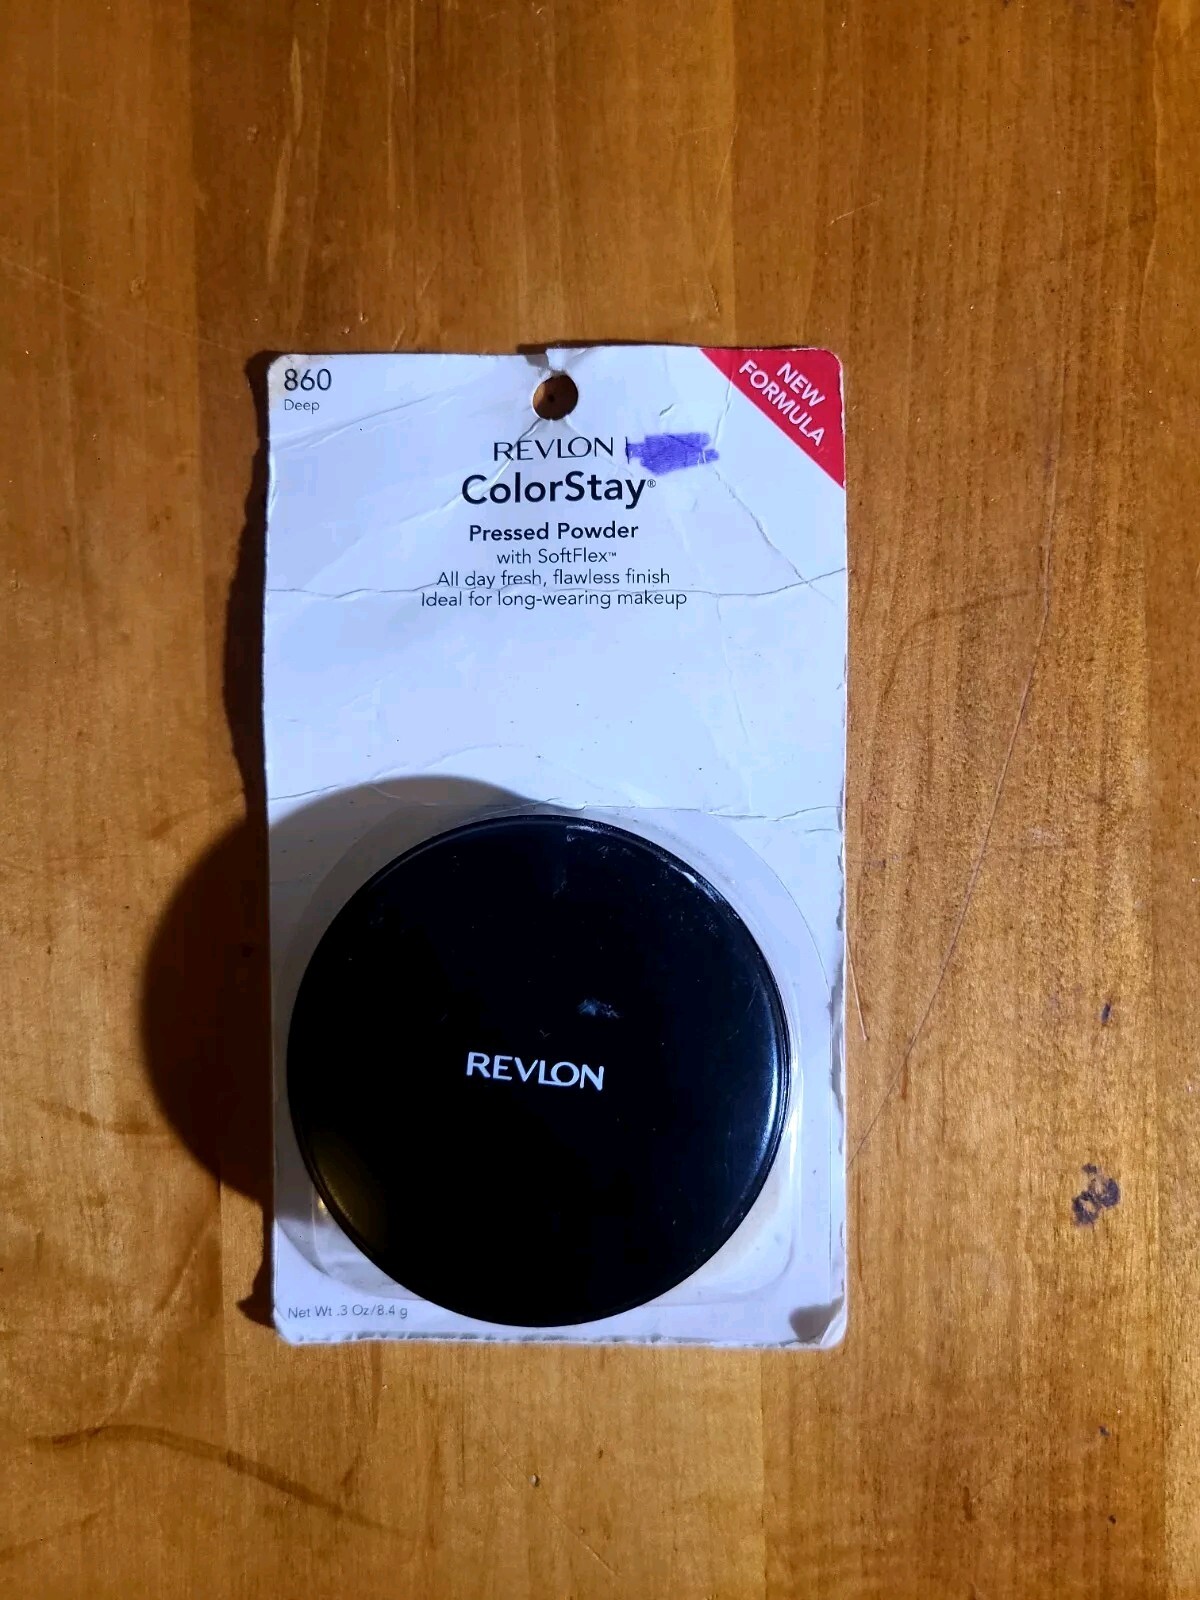 860
Deep
NEW
FORMULA
REVLON
ColorStay®
Pressed Powder
with SoftFlex™
All day fresh, flawless finish
Ideal for long-wearing makeup
REVLON
Net Wt .3 Oz/8.4 g